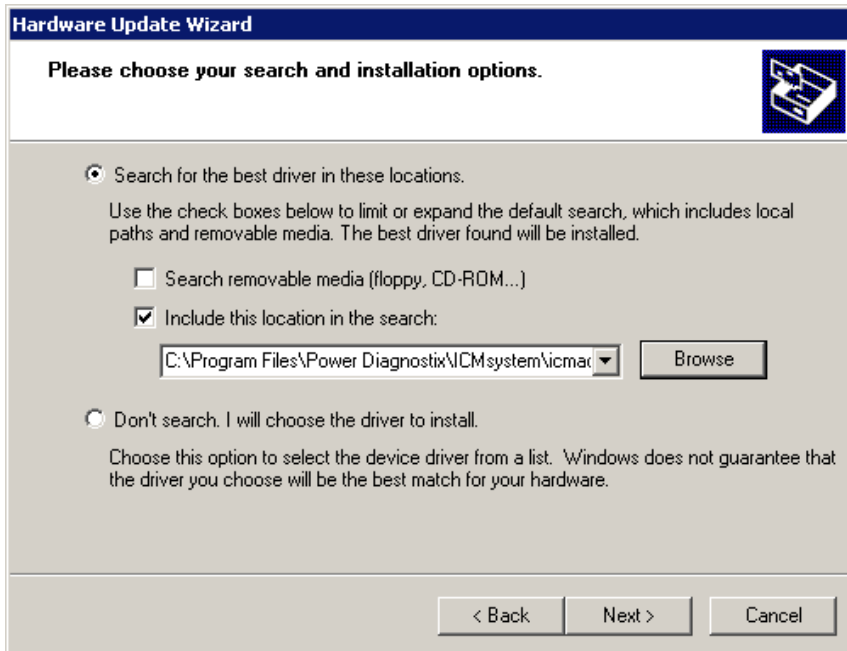 Hardware Update Wizard
Please choose your search and installation options.
Search for the best driver in these locations.
Use the check boxes below to limit or expand the default search, which includes local
paths and removable media. The best driver found will be installed.
Search removable media (floppy, CD-ROM...)
Include this location in the search:
C:\Program Files\Power Diagnostix\ICMsystem\icmac
Browse
Don't search. I will choose the driver to install.
Choose this option to select the device driver from a list. Windows does not guarantee that
the driver you choose will be the best match for your hardware.
< Back
Next >
Cancel